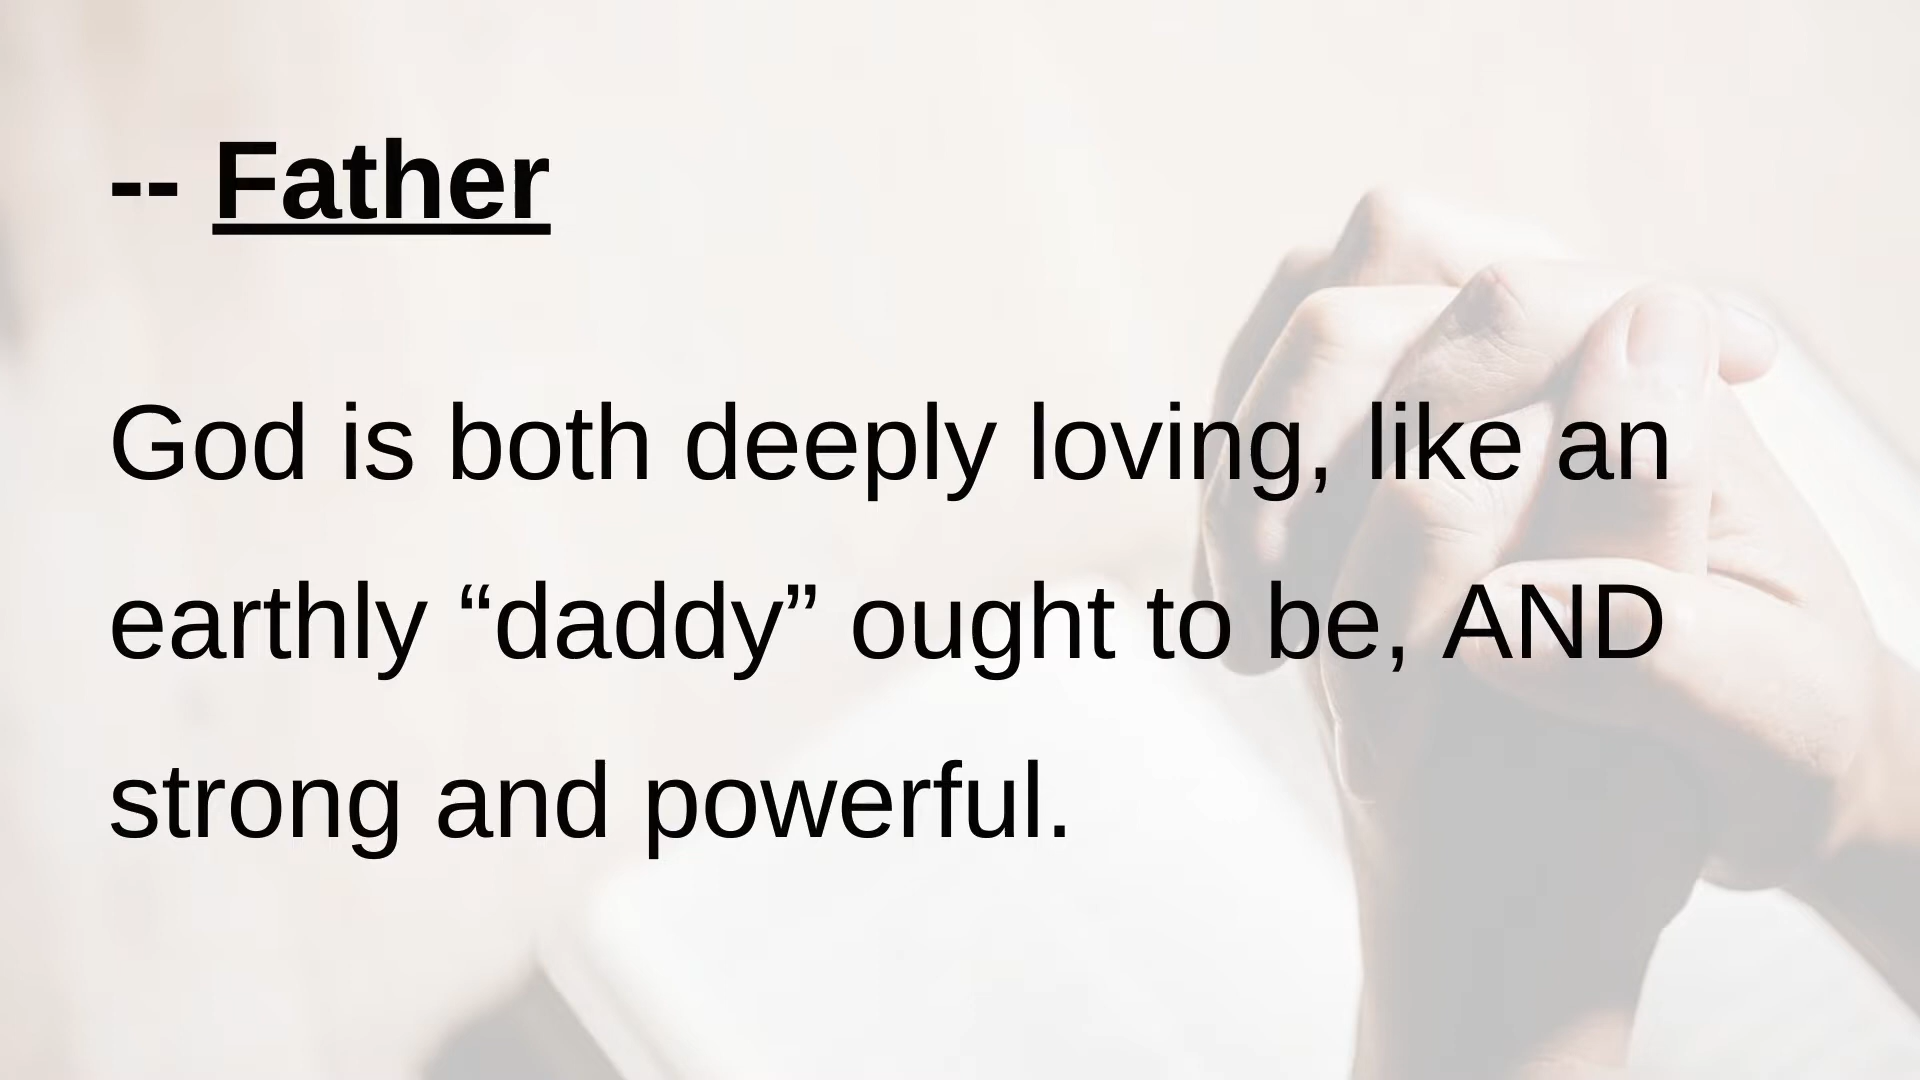 -- Father
God is both deeply loving, like an
earthly “daddy” ought to be, AND
strong and powerful.